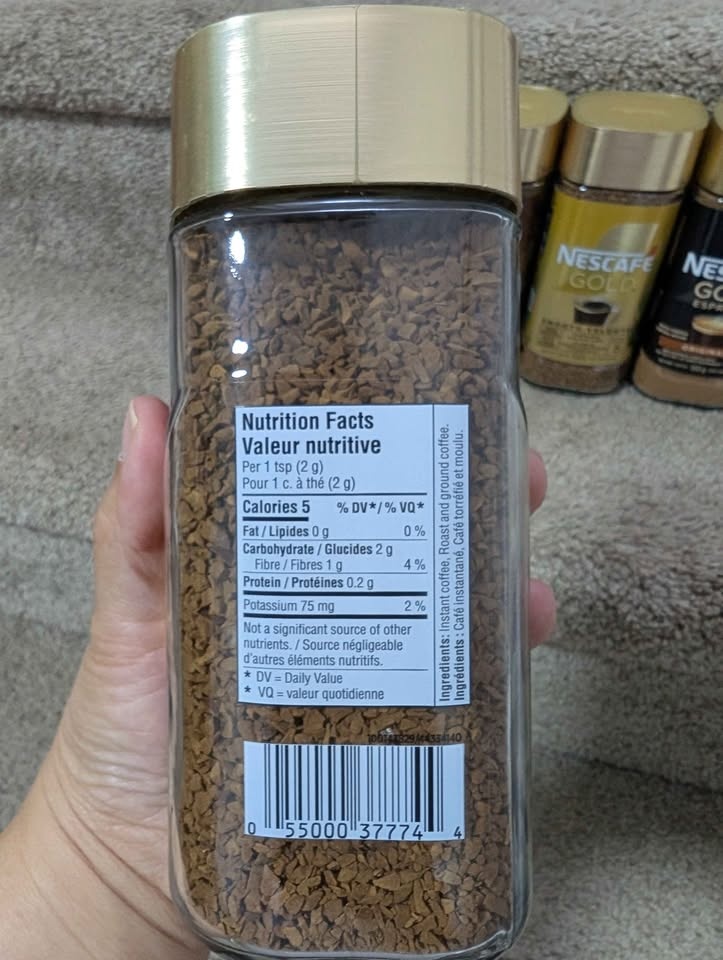 Nutrition Facts
Valeur nutritive
Per 1 tsp (2 g)
Pour 1 c. à thé (2 g)
Calories 5 % DV*/% VQ*
Fat / Lipides 0 g 0 %
Carbohydrate / Glucides 2 g
Fibre / Fibres 1 g 4 %
Protein / Protéines 0.2 g
Potassium 75 mg 2 %
Not a significant source of other
nutrients. / Source négligeable
d'autres éléments nutritifs.
* DV = Daily Value
* VQ = valeur quotidienne
Ingredients: Instant coffee, Roast and ground coffee.
Ingrédients : Café instantané, Café torréfié et moulu.
0 55000 37774 4
NESCAFÉ
GOLD